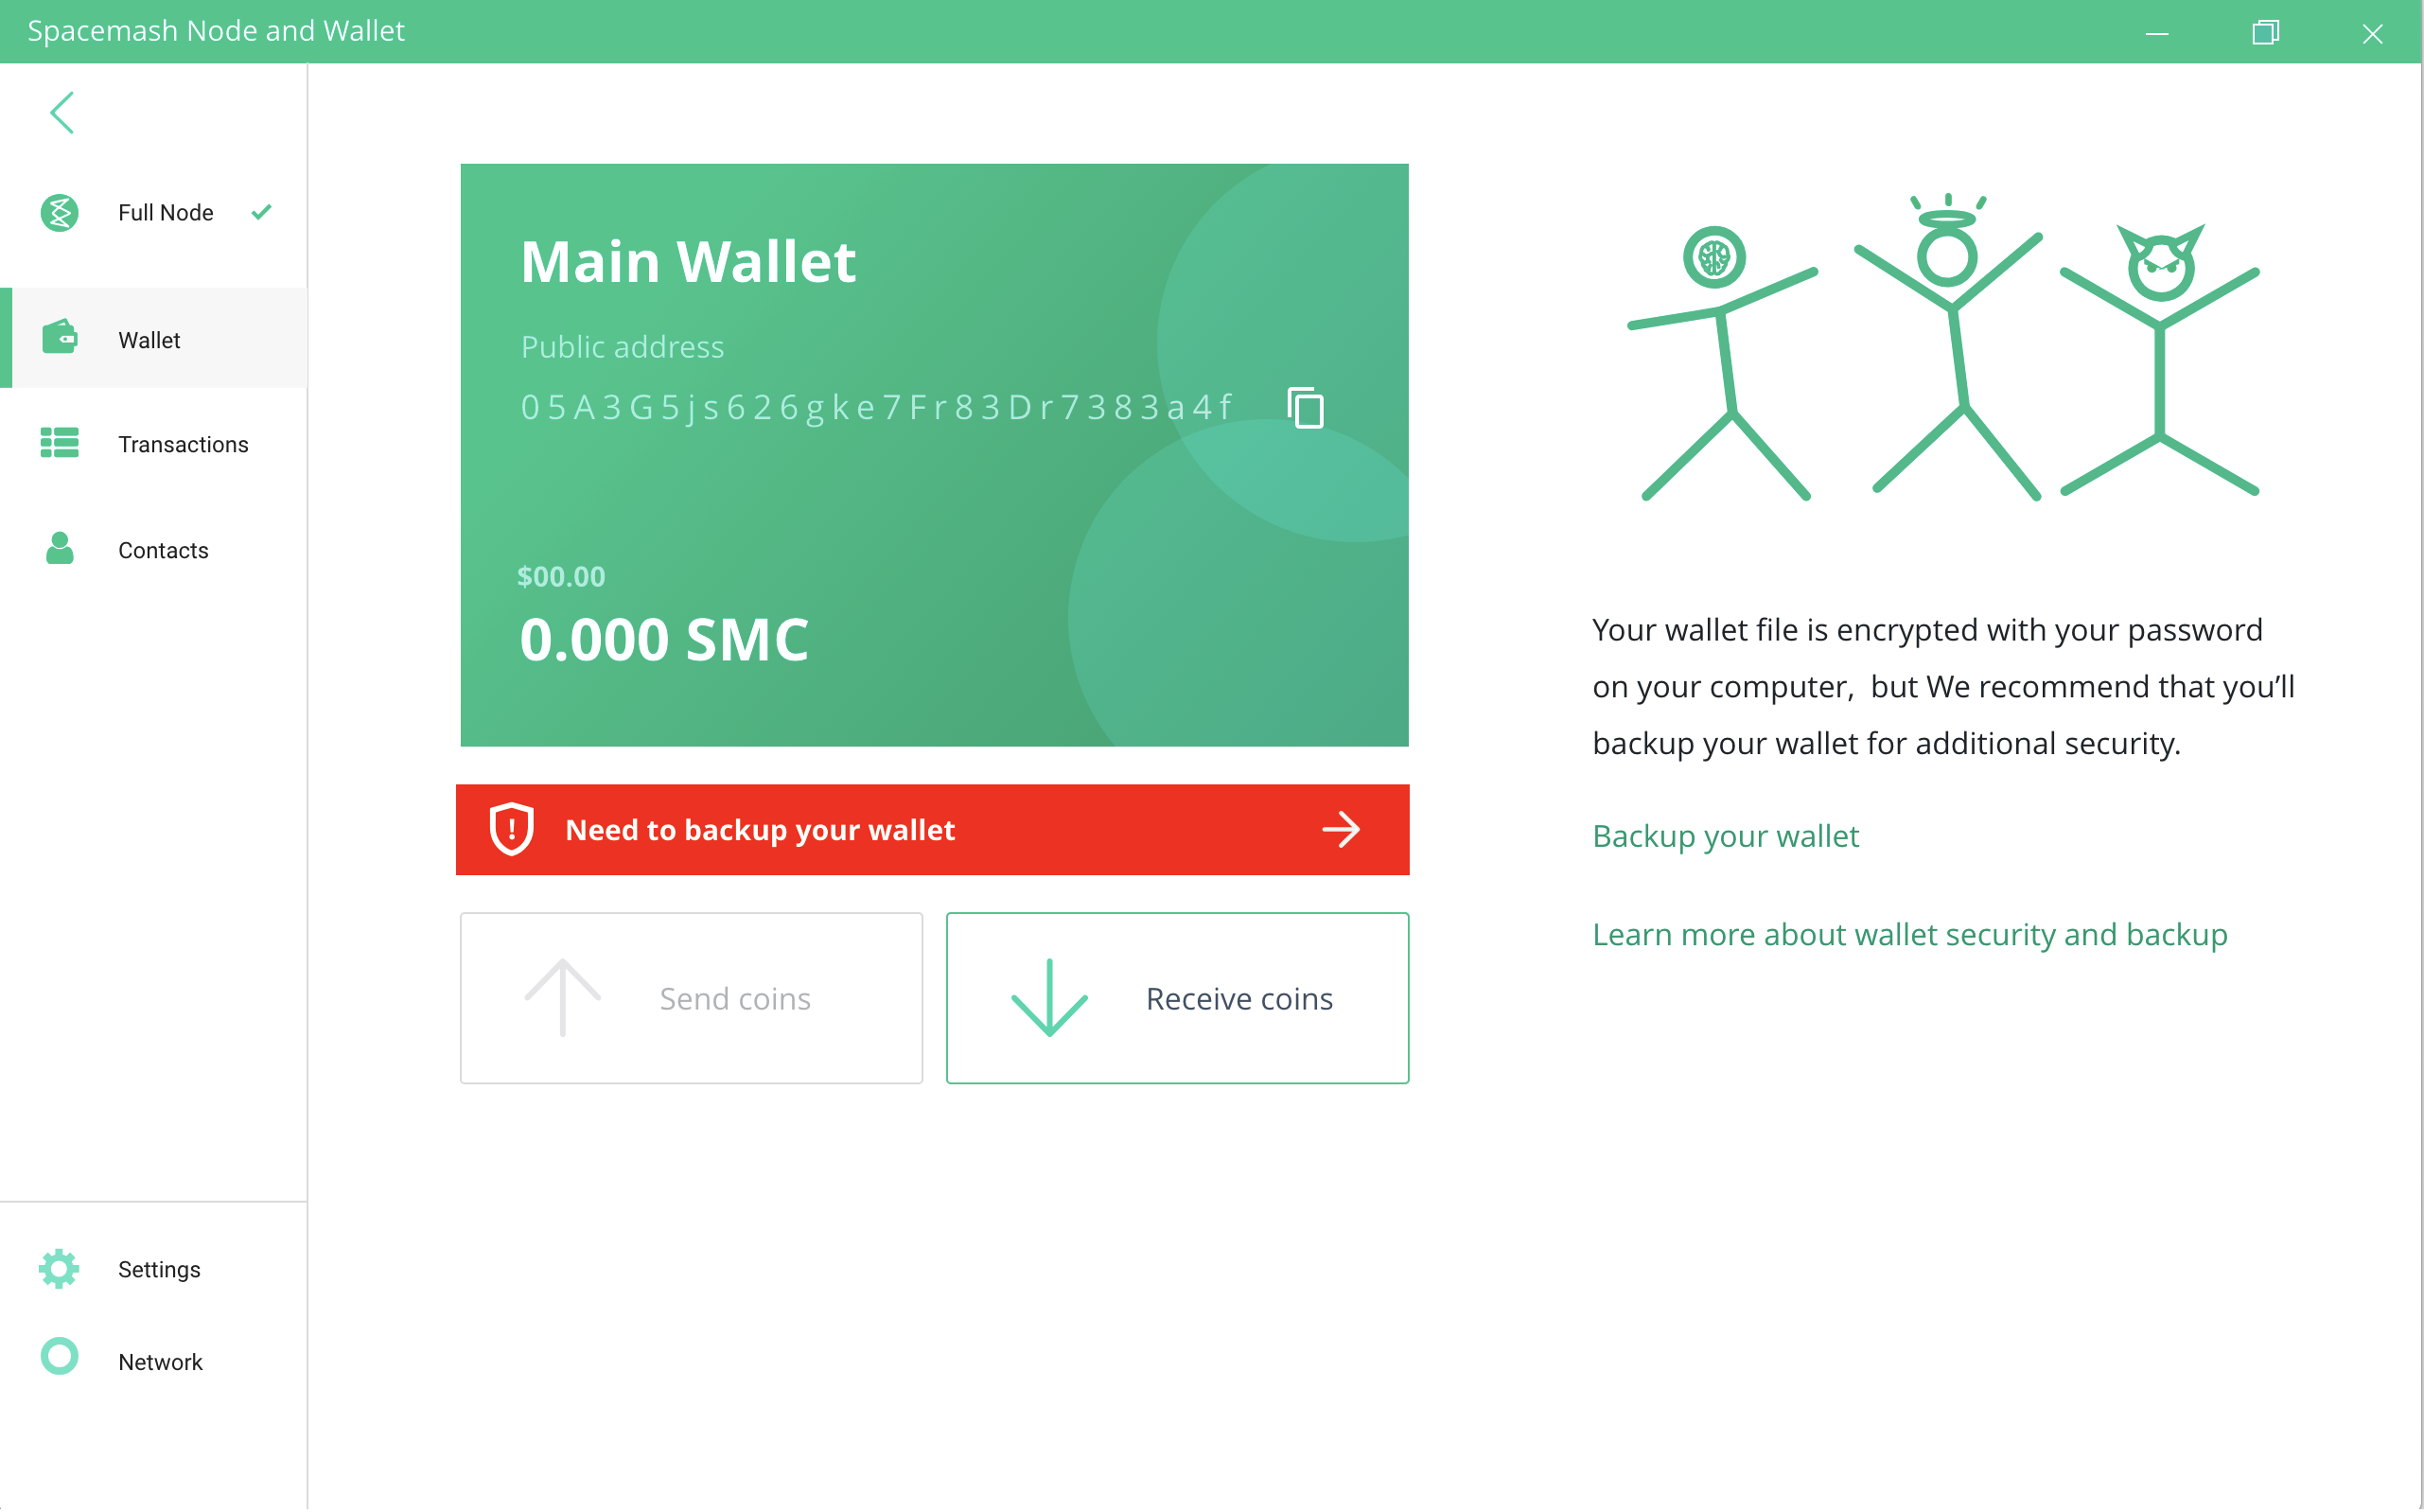 Spacemash Node and Wallet
Full Node
Wallet
Transactions
Contacts
Settings
Network
Main Wallet
Public address
05A3G5js626gke7Fr83Dr7383a4f
$00.00
0.000 SMC
Need to backup your wallet
Send coins
Receive coins
Your wallet file is encrypted with your password
on your computer,  but We recommend that you’ll
backup your wallet for additional security.
Backup your wallet
Learn more about wallet security and backup